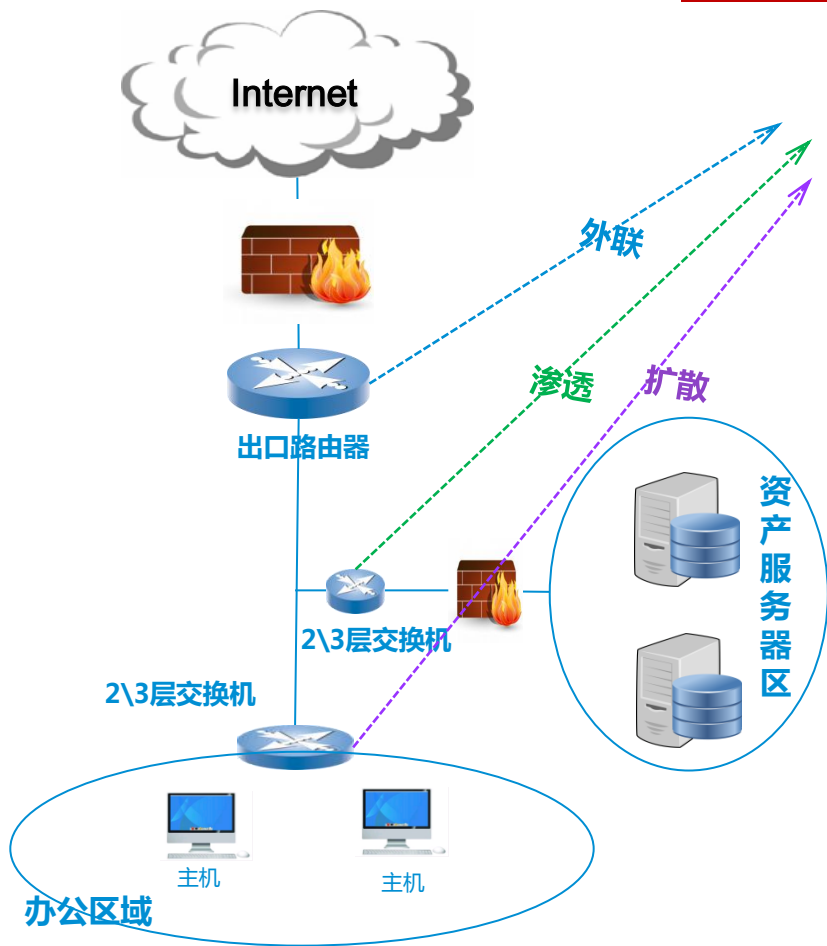 Internet
外联
渗透
扩散
出口路由器
资产服务器区
2\3层交换机
2\3层交换机
主机
主机
办公区域